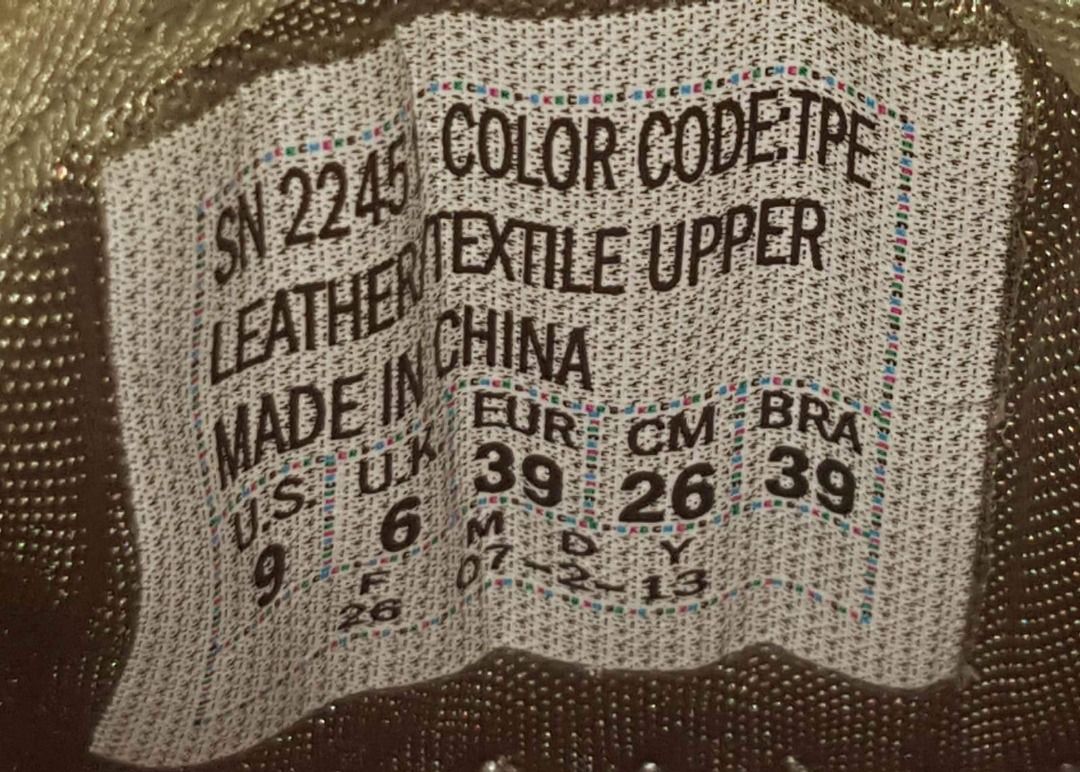 SN 2245 COLOR CODE:TPE
LEATHER/TEXTILE UPPER
MADE IN CHINA
U.S. U.K EUR CM BRA
9 6 39 26 39
F M D Y
26 07-2-13